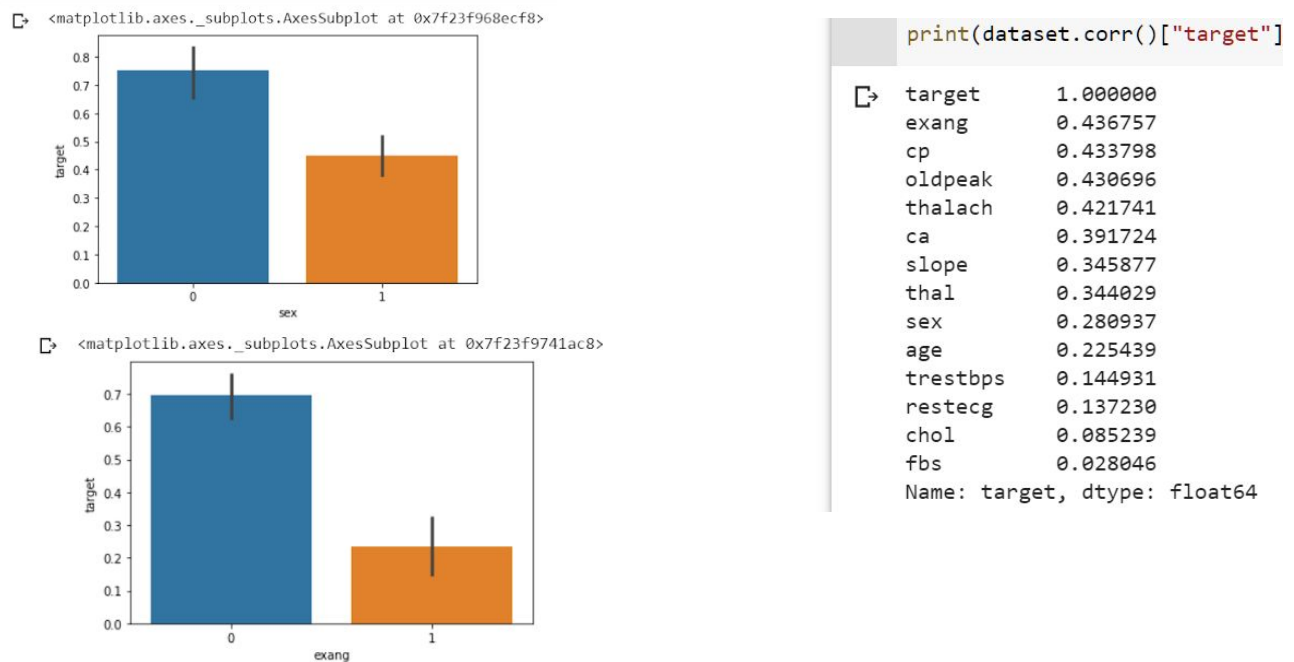 <matplotlib.axes._subplots.AxesSubplot at 0x7f23f968ecf8>
0.8
0.7
0.6
0.5
0.4
0.3
0.2
0.1
0.0
target
0 1
sex
<matplotlib.axes._subplots.AxesSubplot at 0x7f23f9741ac8>
0.7
0.6
0.5
0.4
0.3
0.2
0.1
0.0
target
0 1
exang
print(dataset.corr()["target"]
target 1.000000
exang 0.436757
cp 0.433798
oldpeak 0.430696
thalach 0.421741
ca 0.391724
slope 0.345877
thal 0.344029
sex 0.280937
age 0.225439
trestbps 0.144931
restecg 0.137230
chol 0.085239
fbs 0.028046
Name: target, dtype: float64